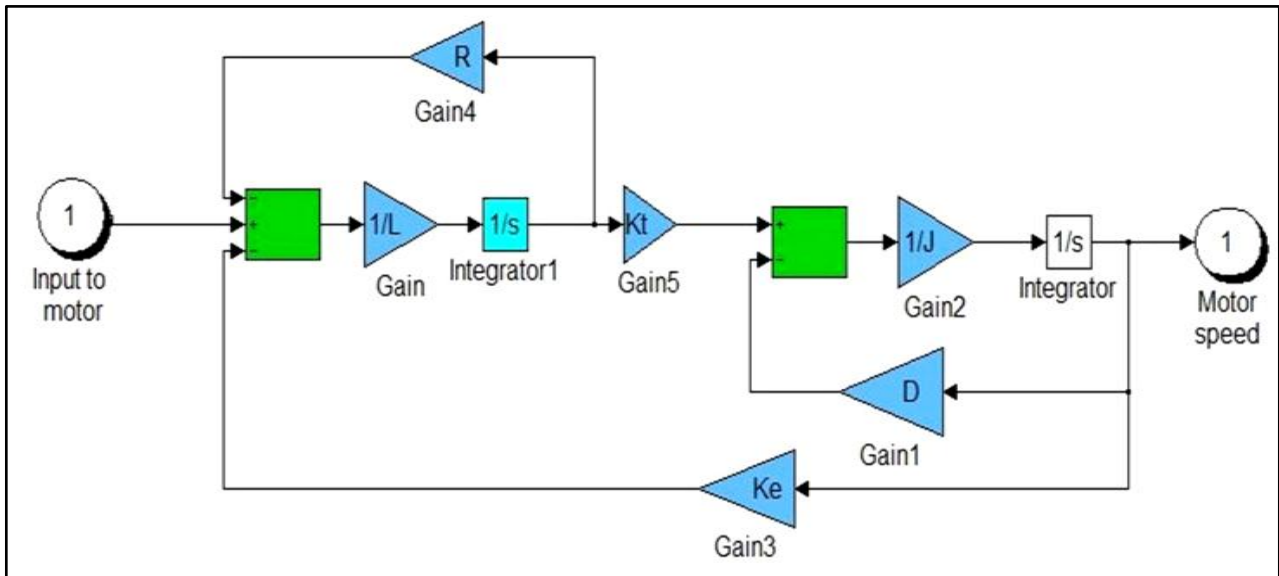 R
Gain4
1
Input to
motor
−
+
−
1/L
Gain
1/s
Integrator1
Kt
Gain5
+
−
1/J
Gain2
1/s
Integrator
1
Motor
speed
D
Gain1
Ke
Gain3